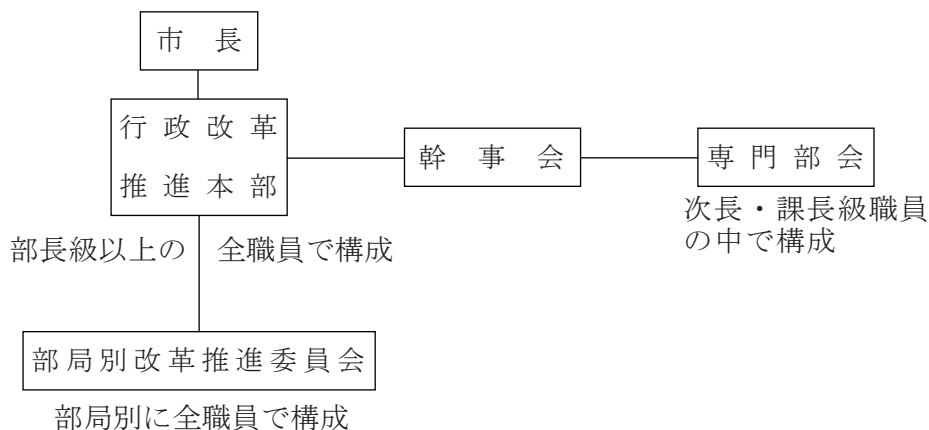 市長
行政改革
推進本部
幹事会
専門部会
次長・課長級職員
の中で構成
部長級以上の 全職員で構成
部局別改革推進委員会
部局別に全職員で構成